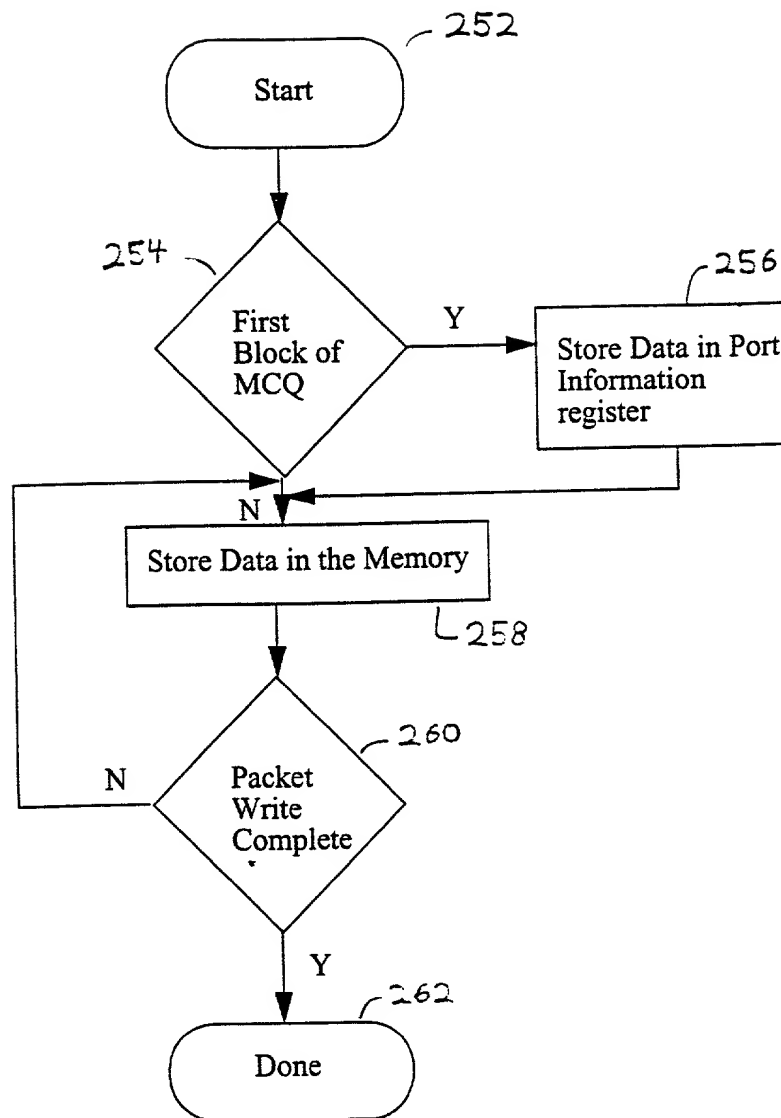 252
Start
254
256
First
Block of
MCQ
Y
Store Data in Port
Information
register
N
Store Data in the Memory
258
260
N
Packet
Write
Complete
Y
262
Done